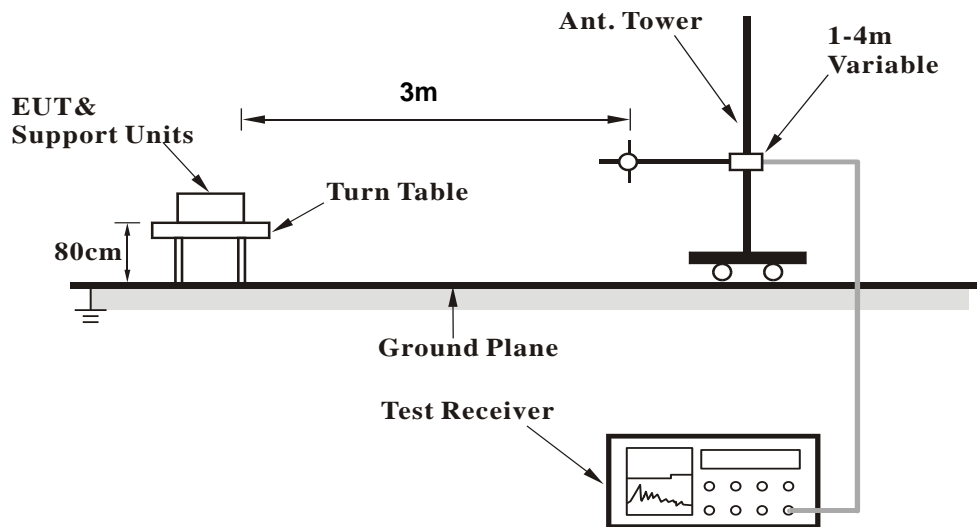 Ant. Tower
1-4m
Variable
3m
EUT&
Support Units
Turn Table
80cm
Ground Plane
Test Receiver